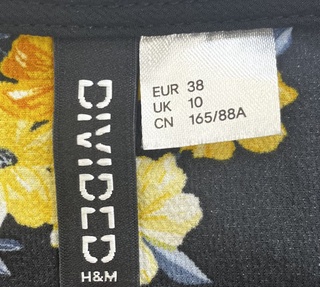 DIVIDED
H&M
EUR 38
UK 10
CN 165/88A